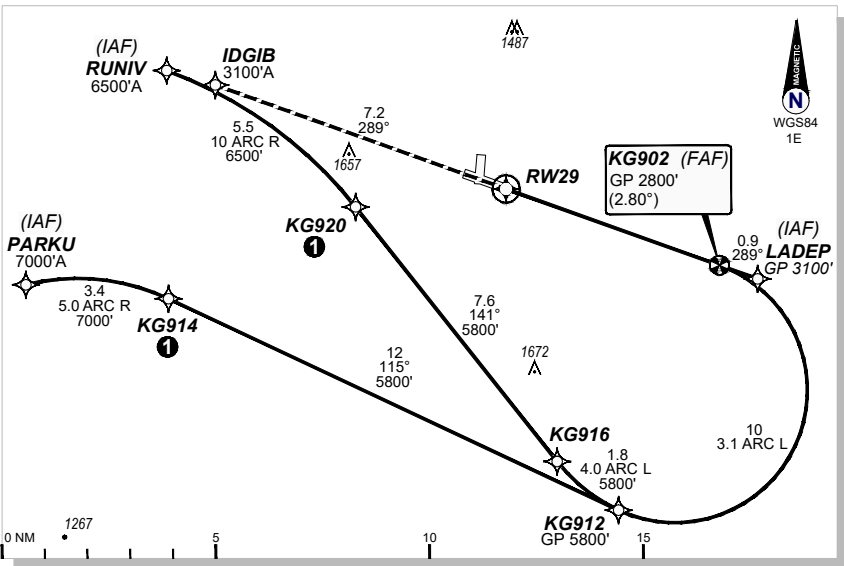 1487
(IAF)
RUNIV
6500'A
IDGIB
3100'A
MAGNETIC
N
WGS84
1E
7.2
289°
5.5
10 ARC R
6500'
1657
RW29
KG902 (FAF)
GP 2800'
(2.80°)
KG920
1
(IAF)
PARKU
7000'A
(IAF)
LADEP
GP 3100'
0.9
289°
3.4
5.0 ARC R
7000'
KG914
1
7.6
141°
5800'
12
115°
5800'
1672
10
3.1 ARC L
KG916
1.8
4.0 ARC L
5800'
KG912
GP 5800'
1267
0 NM 5 10 15